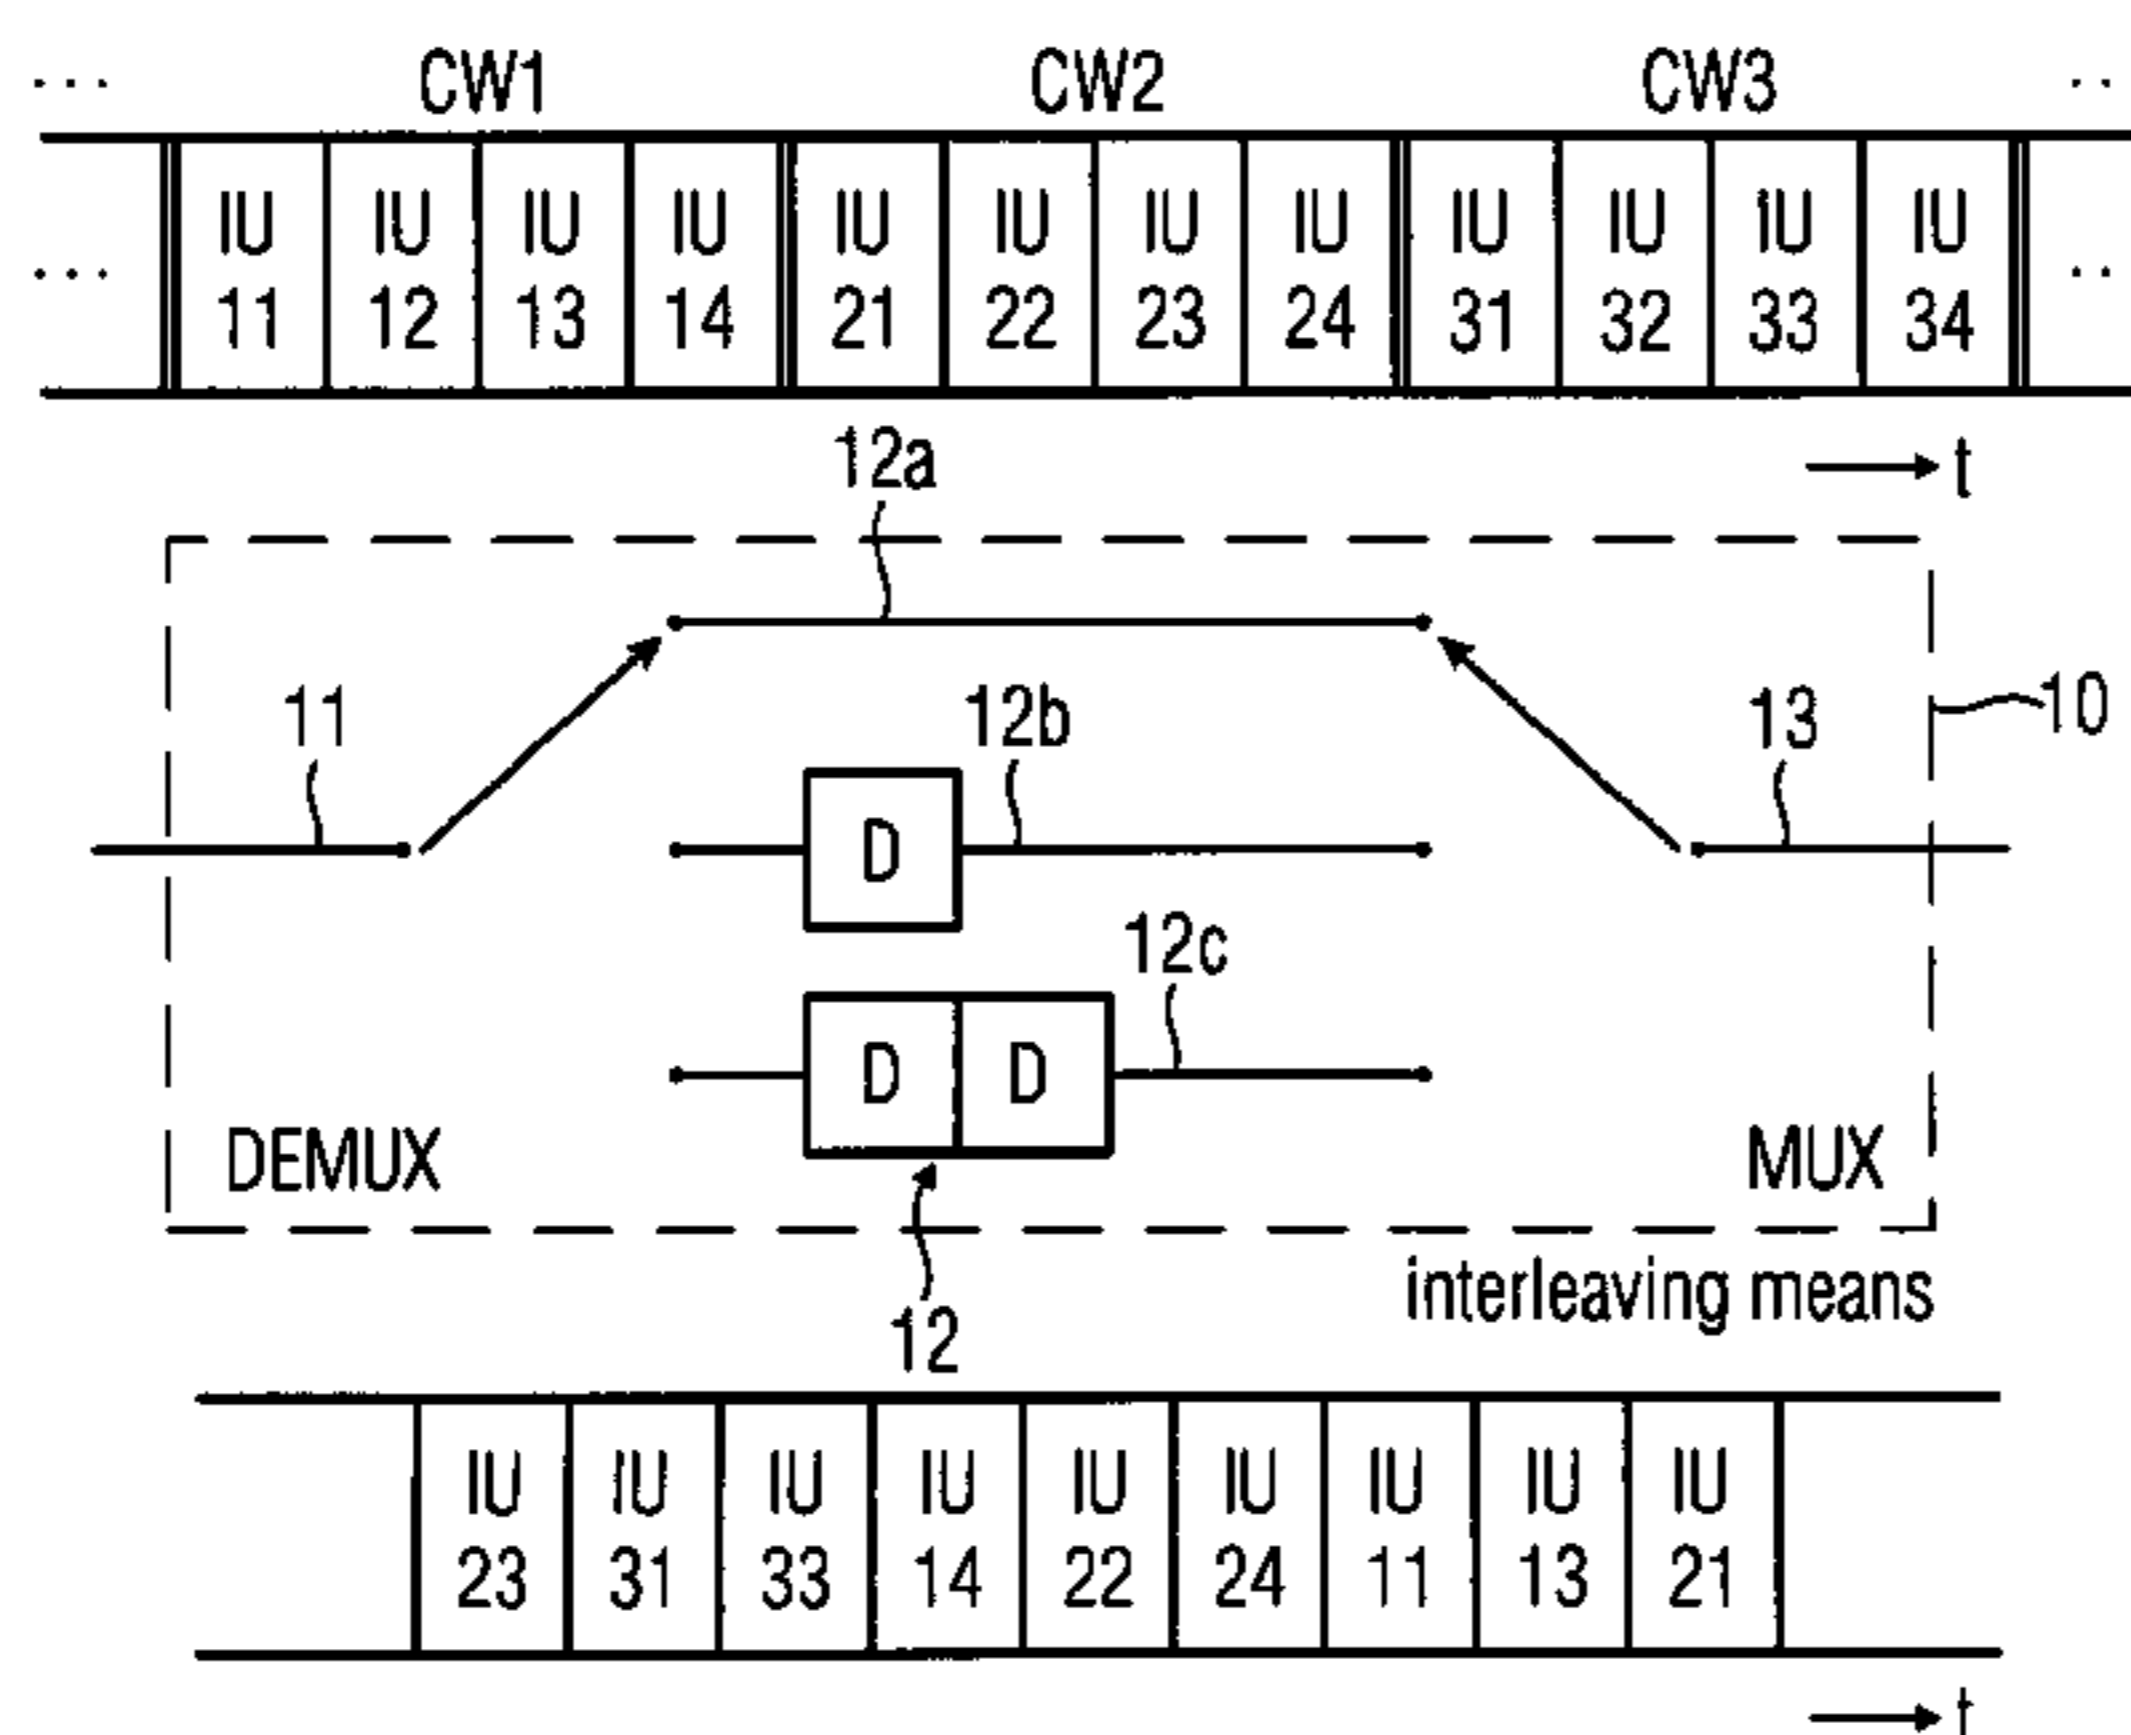 ... CW1 CW2 CW3 ..
... IU 11 IU 12 IU 13 IU 14 IU 21 IU 22 IU 23 IU 24 IU 31 IU 32 IU 33 IU 34 ..
t
12a
11
12b
13
10
D
12c
D D
DEMUX
MUX
interleaving means
12
IU 23 IU 31 IU 33 IU 14 IU 22 IU 24 IU 11 IU 13 IU 21
t